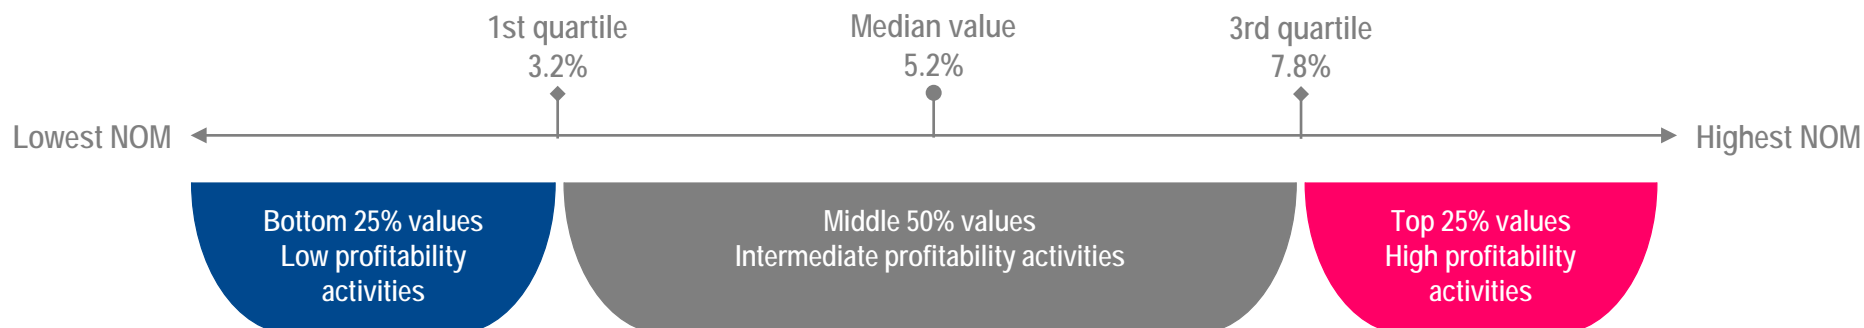 1st quartile
3.2%
Median value
5.2%
3rd quartile
7.8%
Lowest NOM
Highest NOM
Bottom 25% values
Low profitability
activities
Middle 50% values
Intermediate profitability activities
Top 25% values
High profitability
activities